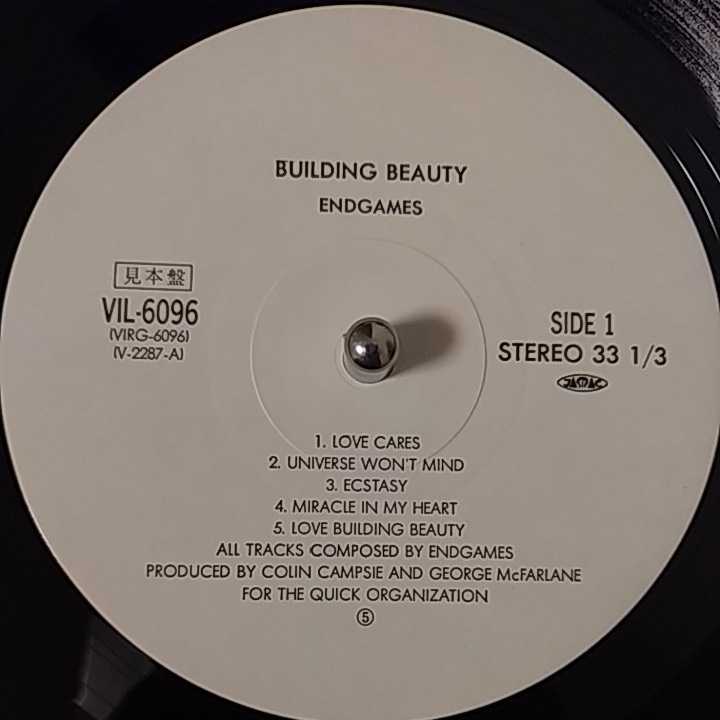 BUILDING BEAUTY
ENDGAMES
見本盤
VIL-6096
(VIRG-6096)
(V-2287-A)
SIDE 1
STEREO 33 1/3
JASRAC
1. LOVE CARES
2. UNIVERSE WON'T MIND
3. ECSTASY
4. MIRACLE IN MY HEART
5. LOVE BUILDING BEAUTY
ALL TRACKS COMPOSED BY ENDGAMES
PRODUCED BY COLIN CAMPSIE AND GEORGE McFARLANE
FOR THE QUICK ORGANIZATION
⑤